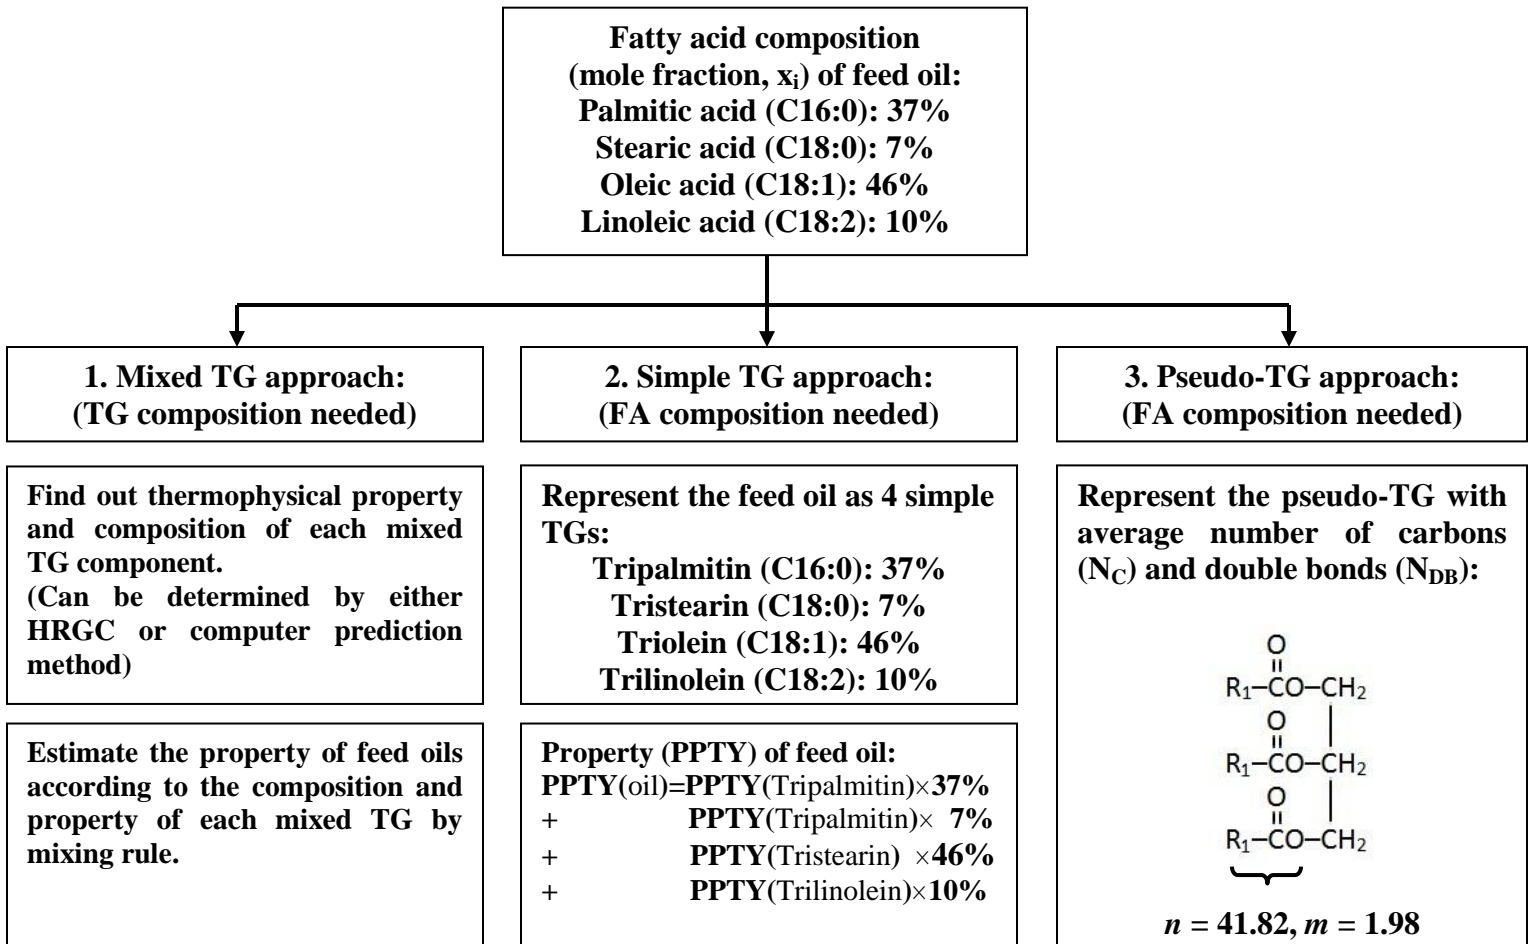 Fatty acid composition
(mole fraction, xᵢ) of feed oil:
Palmitic acid (C16:0): 37%
Stearic acid (C18:0): 7%
Oleic acid (C18:1): 46%
Linoleic acid (C18:2): 10%
1. Mixed TG approach:
(TG composition needed)
Find out thermophysical property
and composition of each mixed
TG component.
(Can be determined by either
HRGC or computer prediction
method)
Estimate the property of feed oils
according to the composition and
property of each mixed TG by
mixing rule.
2. Simple TG approach:
(FA composition needed)
Represent the feed oil as 4 simple
TGs:
Tripalmitin (C16:0): 37%
Tristearin (C18:0): 7%
Triolein (C18:1): 46%
Trilinolein (C18:2): 10%
Property (PPTY) of feed oil:
PPTY(oil)=PPTY(Tripalmitin)×37%
+ PPTY(Tripalmitin)× 7%
+ PPTY(Tristearin) ×46%
+ PPTY(Trilinolein)×10%
3. Pseudo-TG approach:
(FA composition needed)
Represent the pseudo-TG with
average number of carbons
(N_C) and double bonds (N_DB):
O
R₁–CO–CH₂
O
R₁–CO–CH₂
O
R₁–CO–CH₂
n = 41.82, m = 1.98